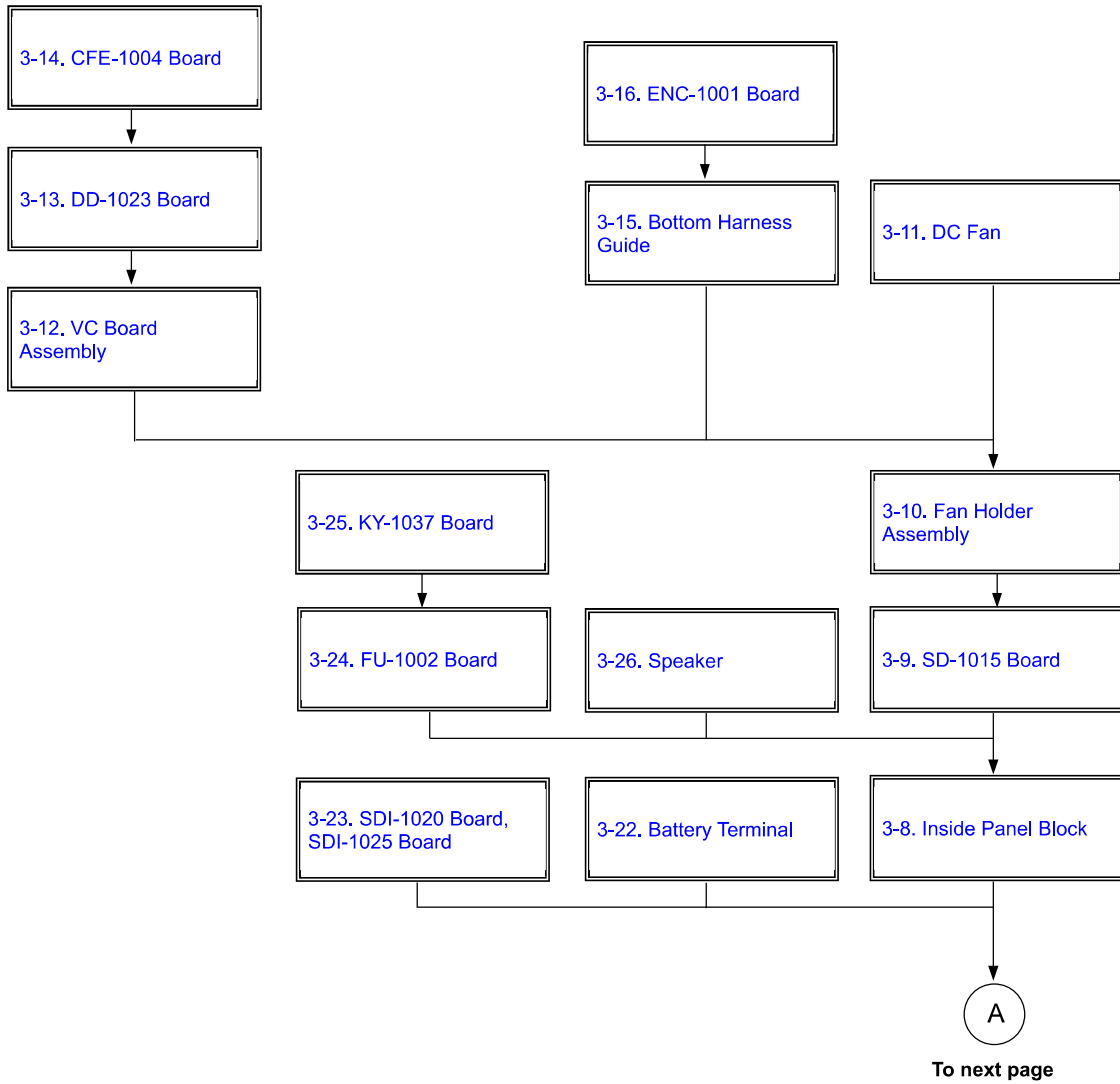 3-14. CFE-1004 Board
3-16. ENC-1001 Board
3-13. DD-1023 Board
3-15. Bottom Harness
Guide
3-11. DC Fan
3-12. VC Board
Assembly
3-25. KY-1037 Board
3-10. Fan Holder
Assembly
3-24. FU-1002 Board
3-26. Speaker
3-9. SD-1015 Board
3-23. SDI-1020 Board,
SDI-1025 Board
3-22. Battery Terminal
3-8. Inside Panel Block
A
To next page